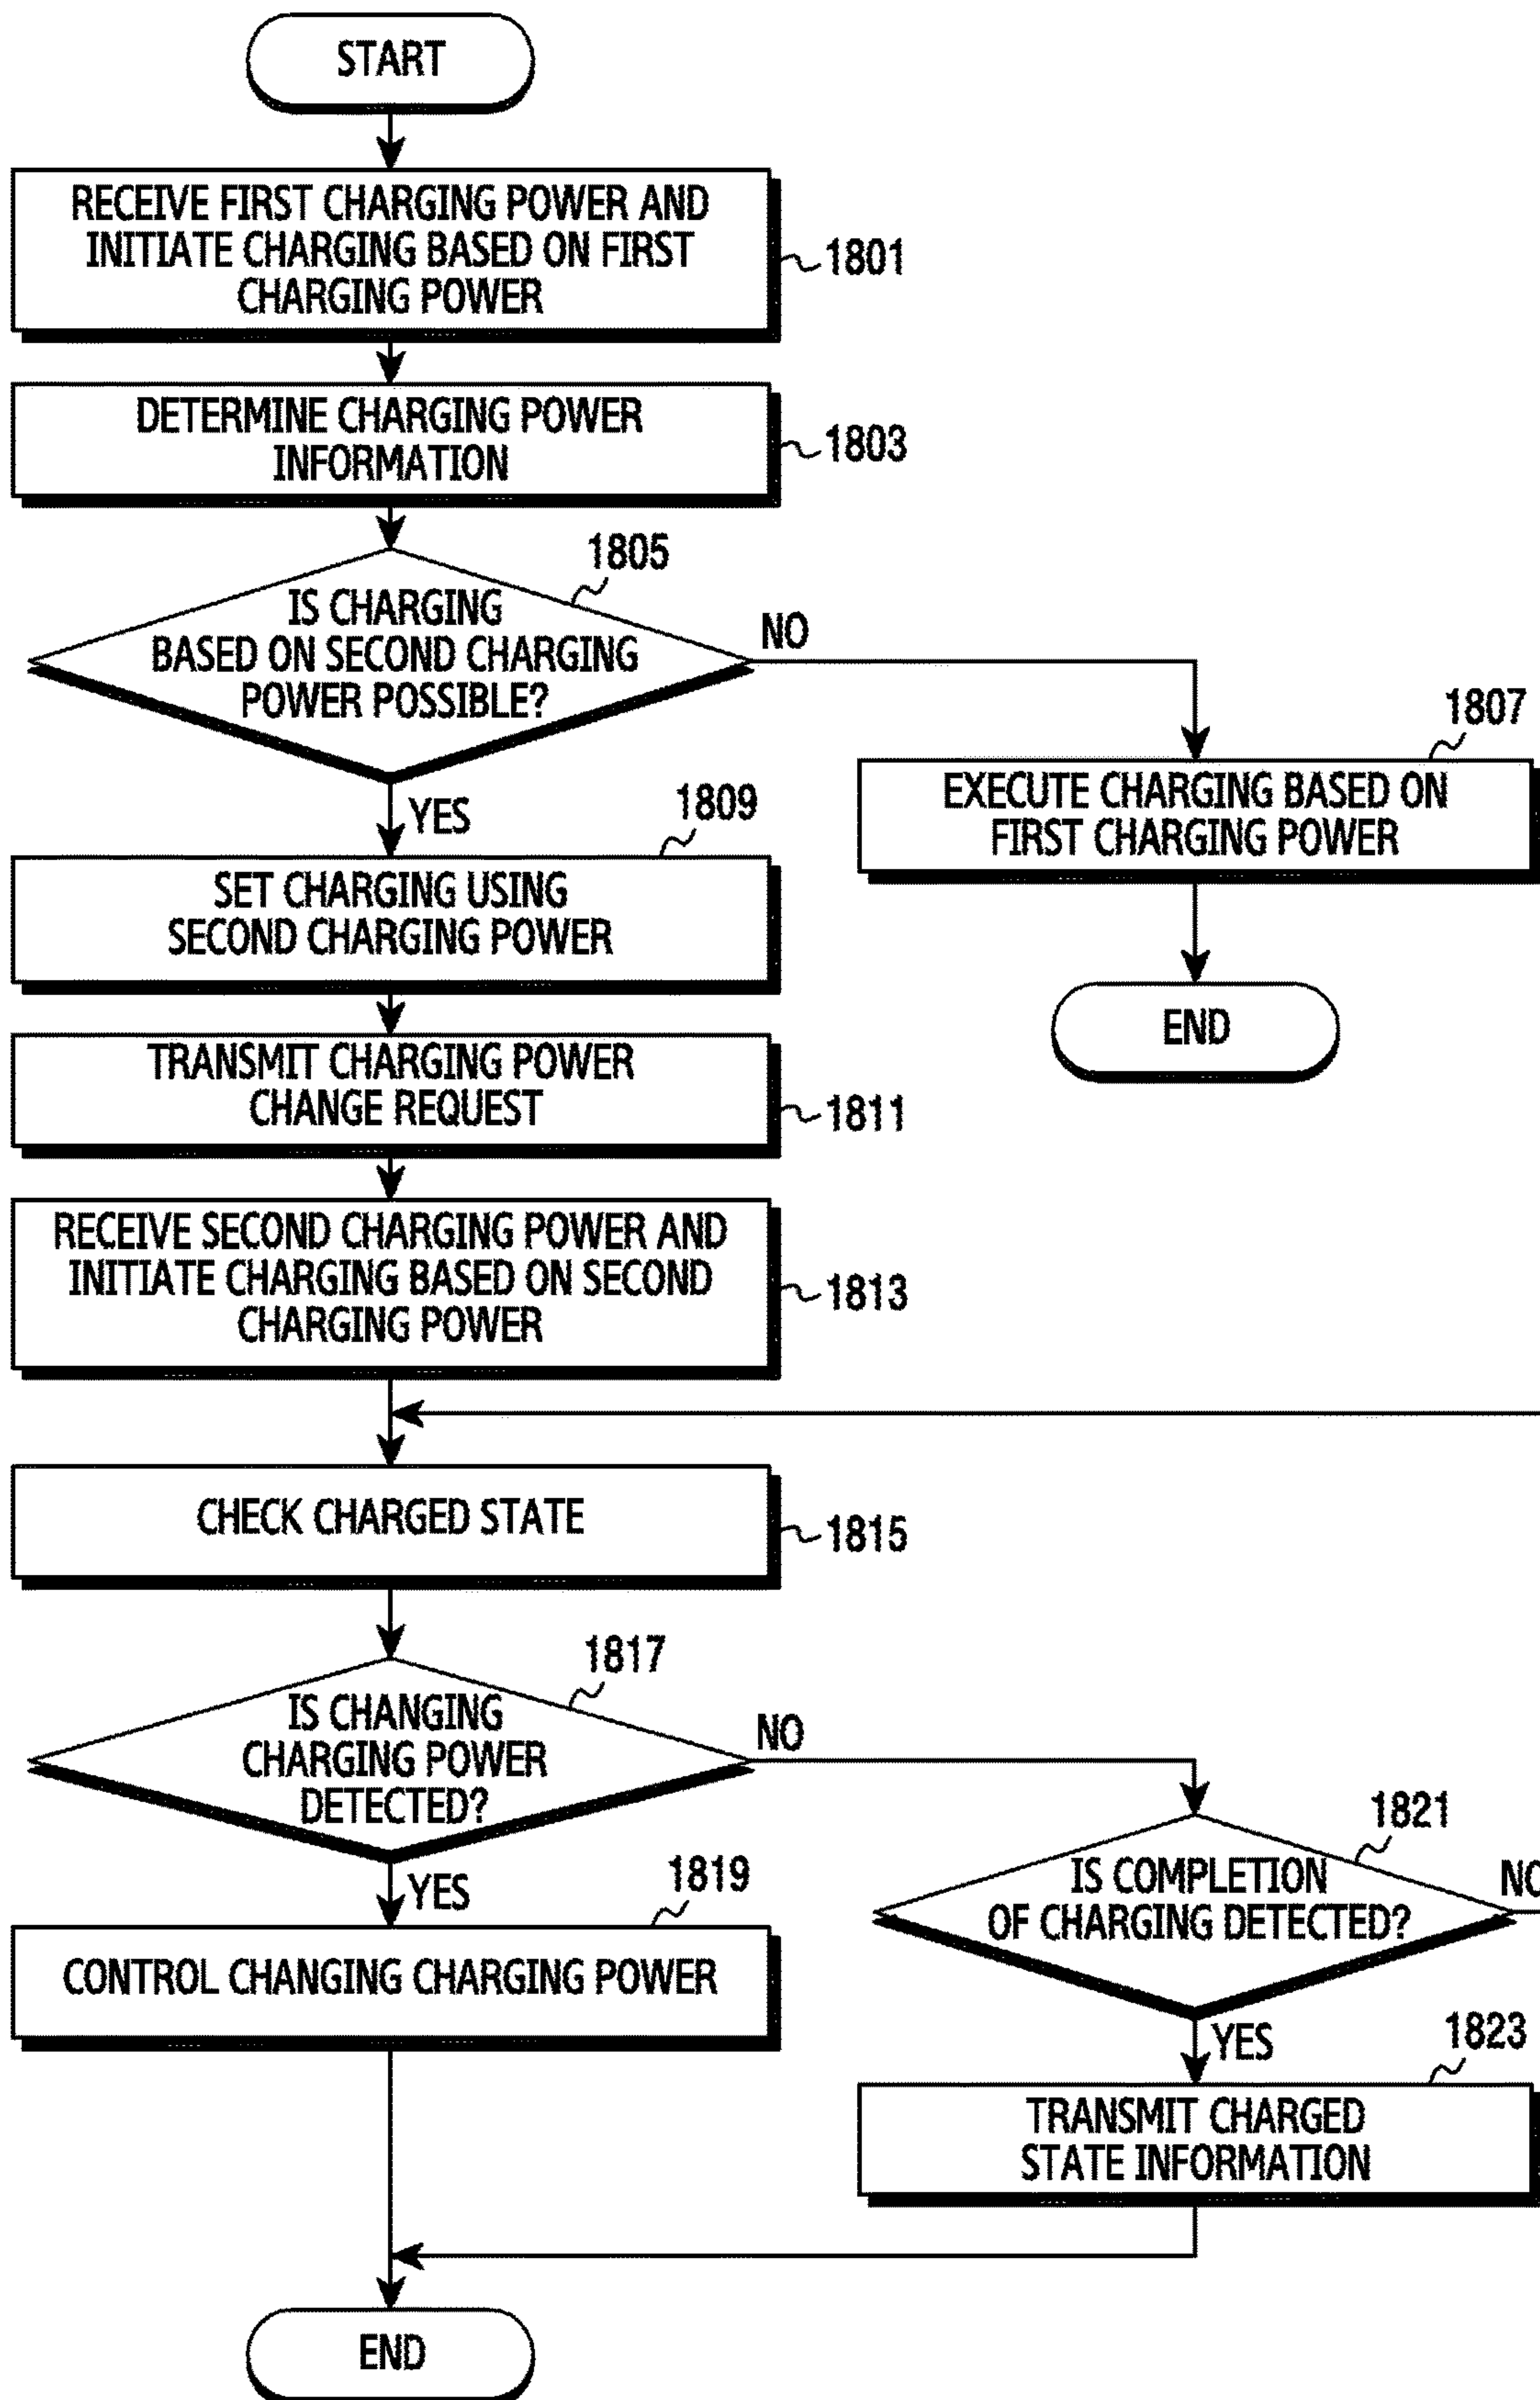 START
RECEIVE FIRST CHARGING POWER AND
INITIATE CHARGING BASED ON FIRST
CHARGING POWER
1801
DETERMINE CHARGING POWER
INFORMATION
1803
1805
IS CHARGING
BASED ON SECOND CHARGING
POWER POSSIBLE?
NO
YES
1807
EXECUTE CHARGING BASED ON
FIRST CHARGING POWER
END
1809
SET CHARGING USING
SECOND CHARGING POWER
TRANSMIT CHARGING POWER
CHANGE REQUEST
1811
RECEIVE SECOND CHARGING POWER AND
INITIATE CHARGING BASED ON SECOND
CHARGING POWER
1813
CHECK CHARGED STATE
1815
1817
IS CHANGING
CHARGING POWER
DETECTED?
NO
YES
1819
CONTROL CHANGING CHARGING POWER
1821
IS COMPLETION
OF CHARGING DETECTED?
NO
YES
1823
TRANSMIT CHARGED
STATE INFORMATION
END